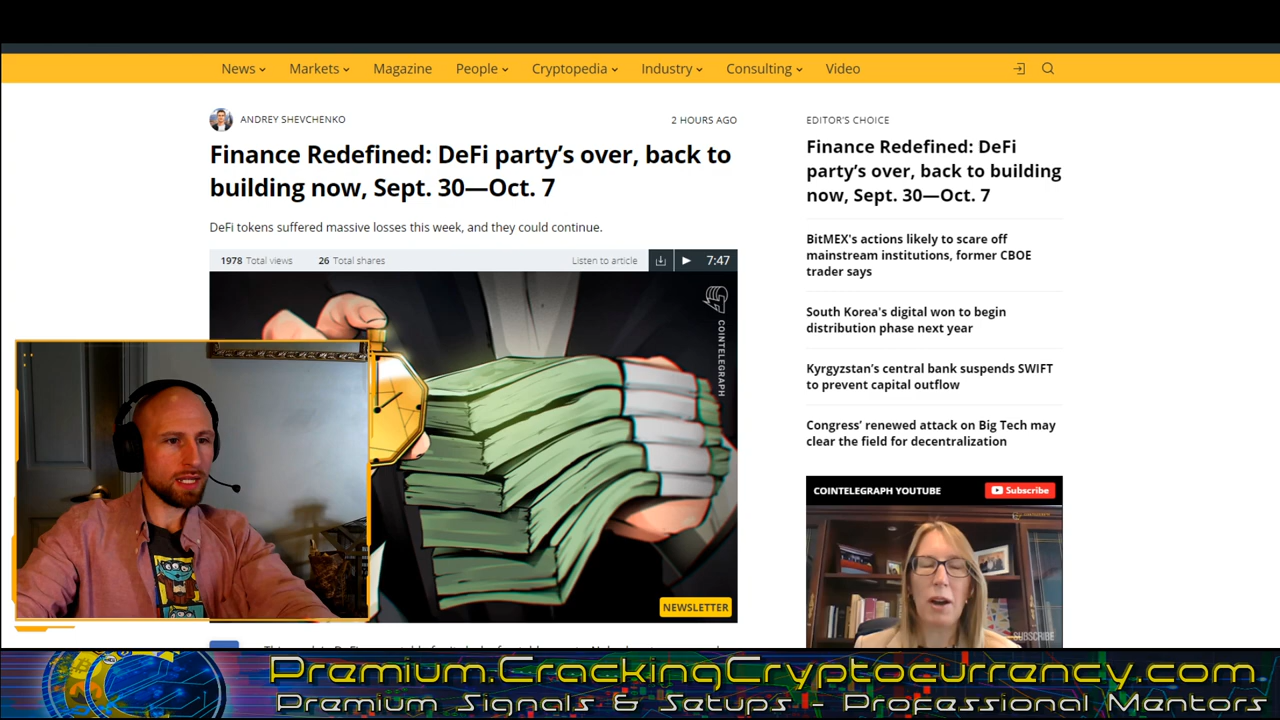 News
Markets
Magazine
People
Cryptopedia
Industry
Consulting
Video
ANDREY SHEVCHENKO
2 HOURS AGO
Finance Redefined: DeFi party's over, back to
building now, Sept. 30—Oct. 7
DeFi tokens suffered massive losses this week, and they could continue.
1978 Total views
26 Total shares
Listen to article
7:47
COINTELEGRAPH
NEWSLETTER
EDITOR'S CHOICE
Finance Redefined: DeFi
party's over, back to building
now, Sept. 30—Oct. 7
BitMEX's actions likely to scare off
mainstream institutions, former CBOE
trader says
South Korea's digital won to begin
distribution phase next year
Kyrgyzstan's central bank suspends SWIFT
to prevent capital outflow
Congress' renewed attack on Big Tech may
clear the field for decentralization
COINTELEGRAPH YOUTUBE
Subscribe
SUBSCRIBE
Premium.CrackingCryptocurrency.com
Premium Signals & Setups - Professional Mentors